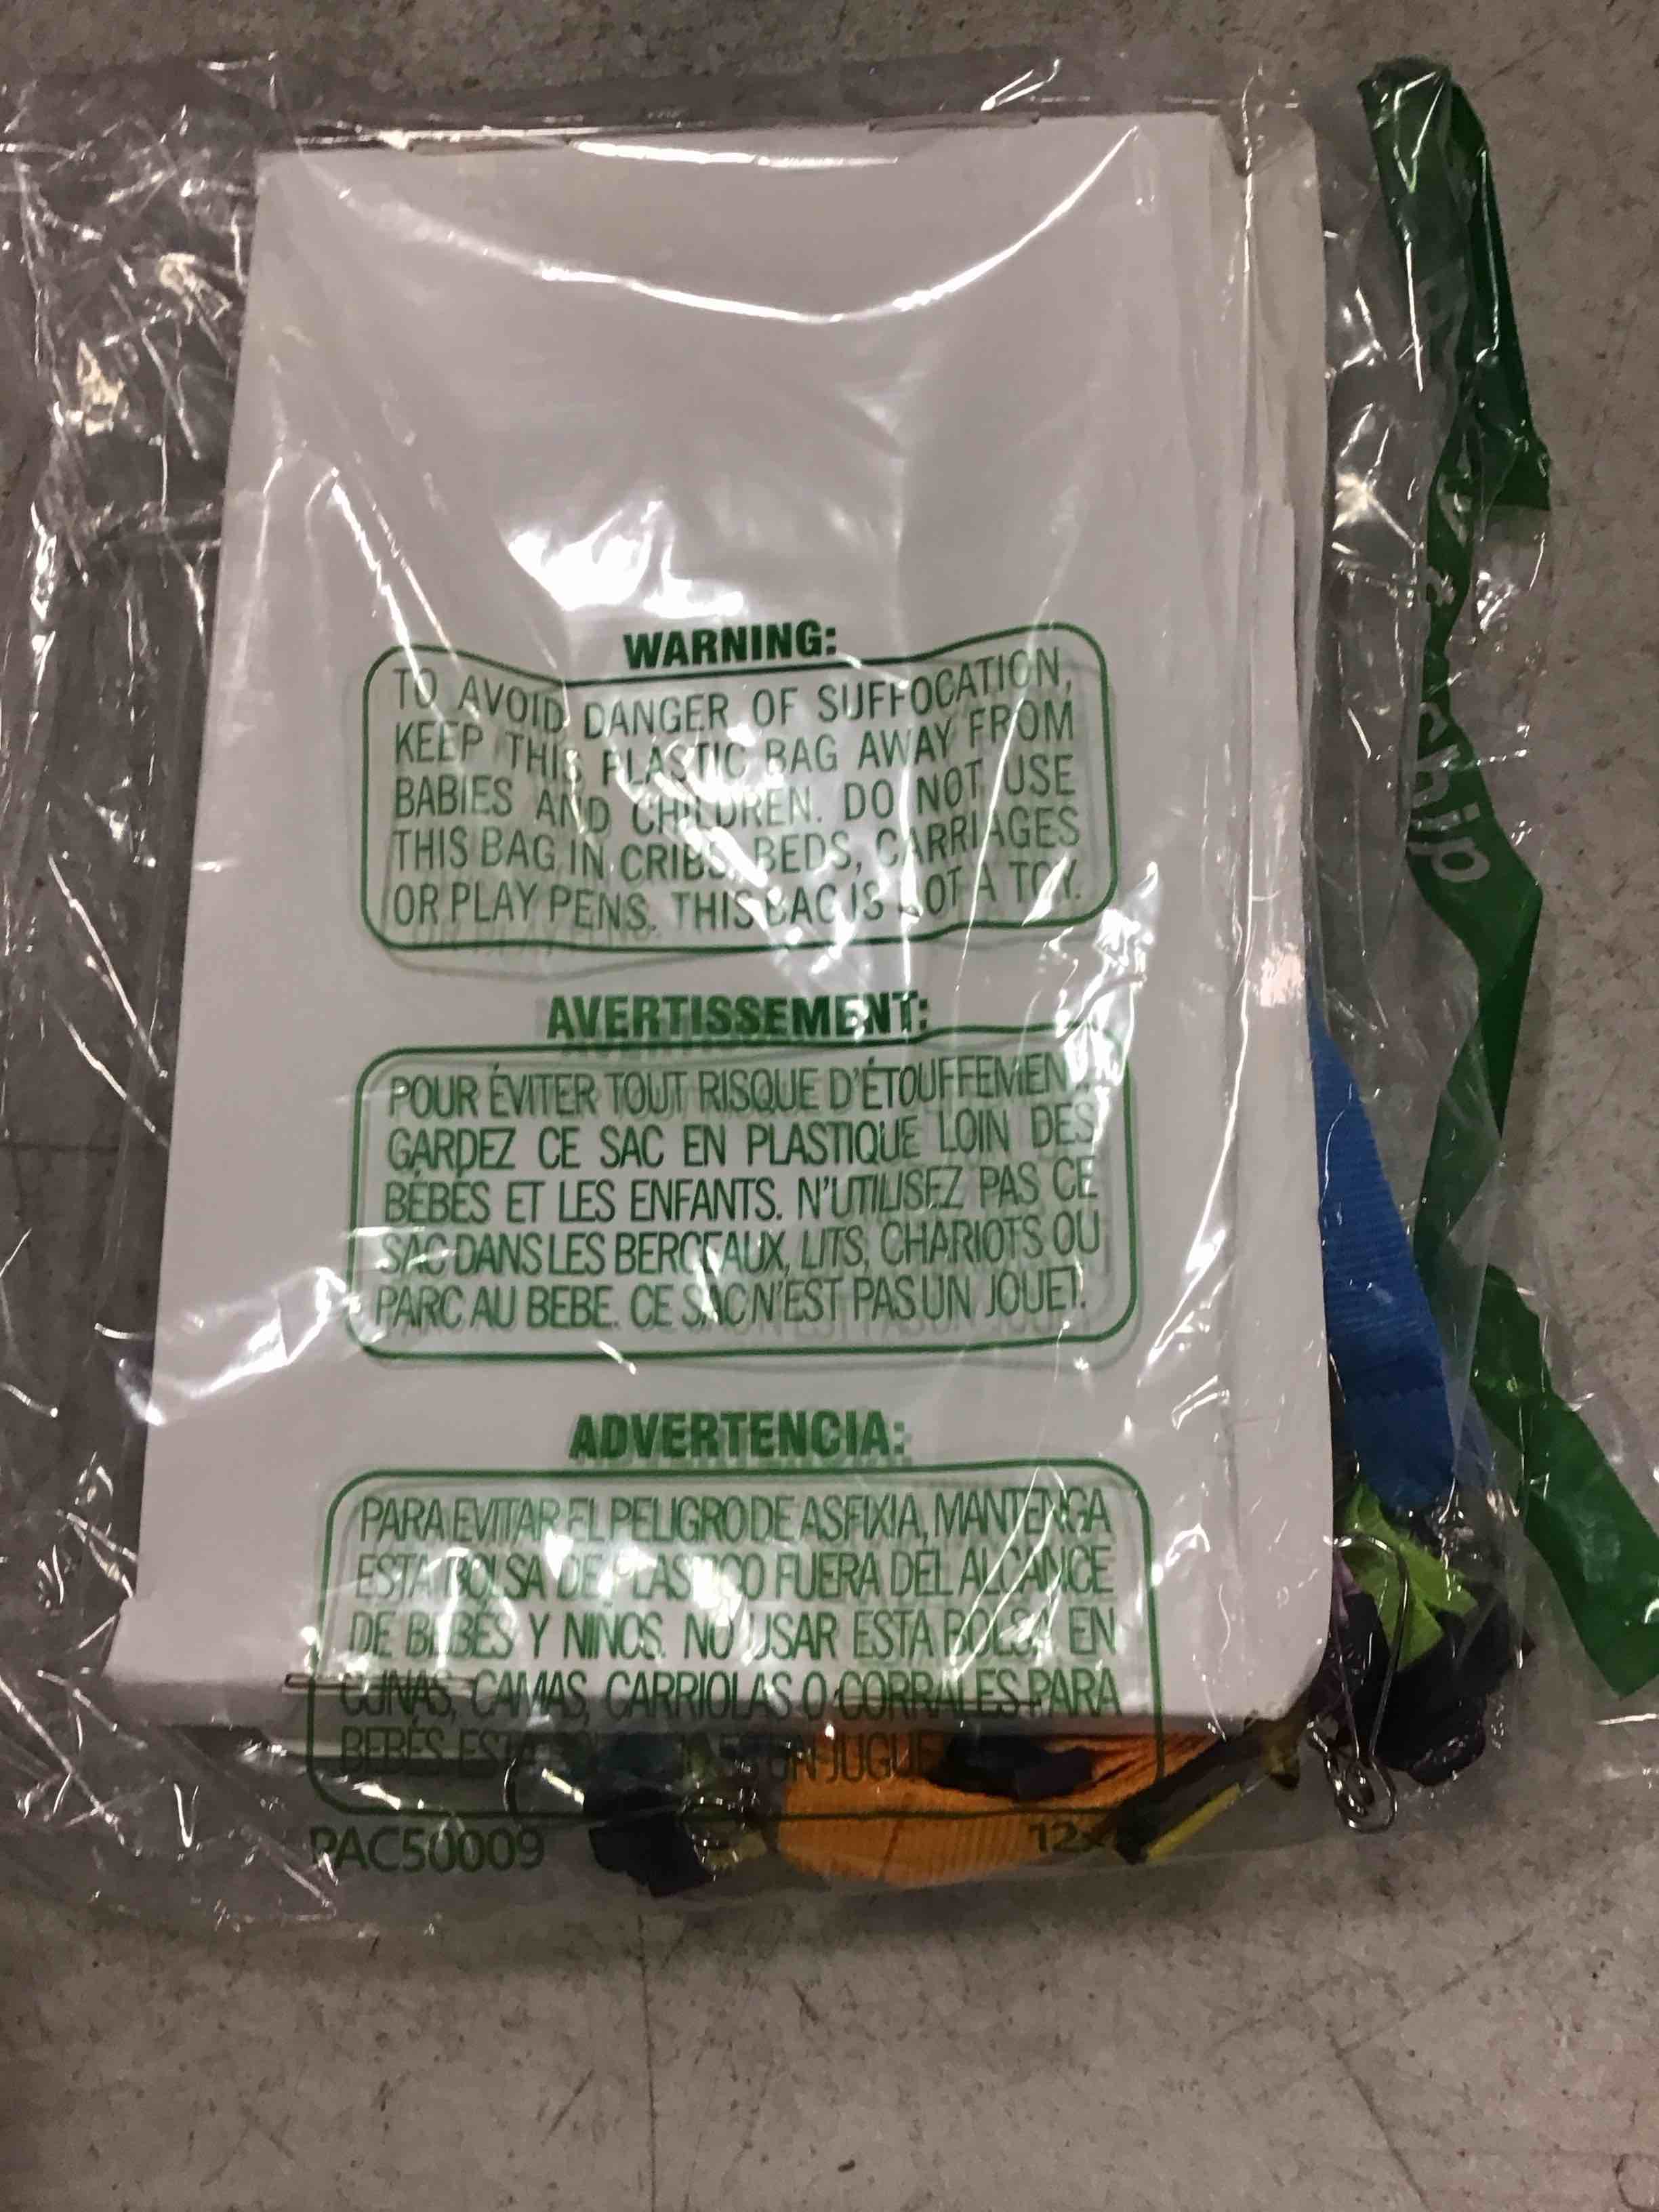 WARNING:
TO AVOID DANGER OF SUFFOCATION,
KEEP THIS PLASTIC BAG AWAY FROM
BABIES AND CHILDREN. DO NOT USE
THIS BAG IN CRIBS, BEDS, CARRIAGES
OR PLAY PENS. THIS BAG IS NOT A TOY.
AVERTISSEMENT:
POUR ÉVITER TOUT RISQUE D'ÉTOUFFEMENT,
GARDEZ CE SAC EN PLASTIQUE LOIN DES
BÉBÉS ET LES ENFANTS. N'UTILISEZ PAS CE
SAC DANS LES BERCEAUX, LITS, CHARIOTS OU
PARC AU BEBE. CE SAC N'EST PAS UN JOUET.
ADVERTENCIA:
PARA EVITAR EL PELIGRO DE ASFIXIA, MANTENGA
ESTA BOLSA DE PLASTICO FUERA DEL ALCANCE
DE BEBÉS Y NIÑOS. NO USAR ESTA BOLSA EN
CUNAS, CAMAS, CARRIOLAS O CORRALES PARA
BEBÉS. ESTA UN JUGUE
PAC50009
& ship